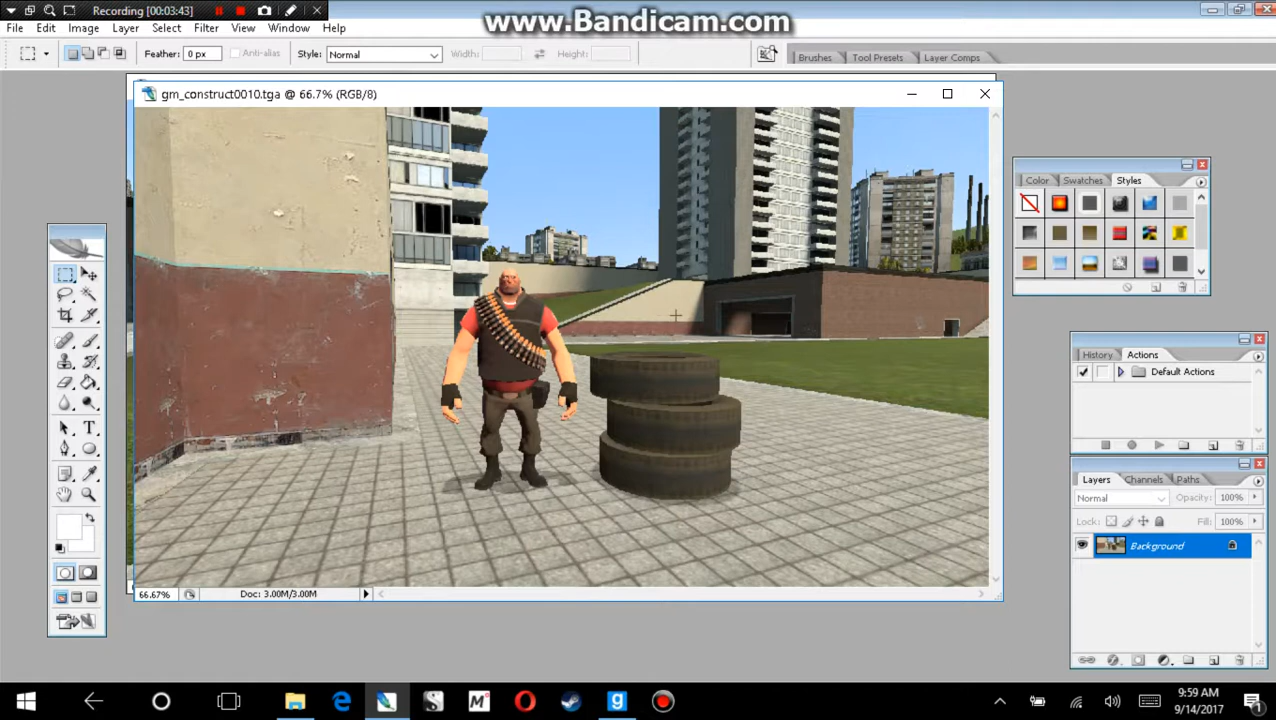 Recording [00:03:43]
www.Bandicam.com
File Edit Image Layer Select Filter View Window Help
Feather: 0 px Anti-alias Style: Normal Width: Height: Brushes Tool Presets Layer Comps
gm_construct0010.tga @ 66.7% (RGB/8)
Color Swatches Styles
History Actions
Default Actions
Layers Channels Paths
Normal Opacity: 100%
Lock: Fill: 100%
Background
66.67% Doc: 3.00M/3.00M
9:59 AM
9/14/2017